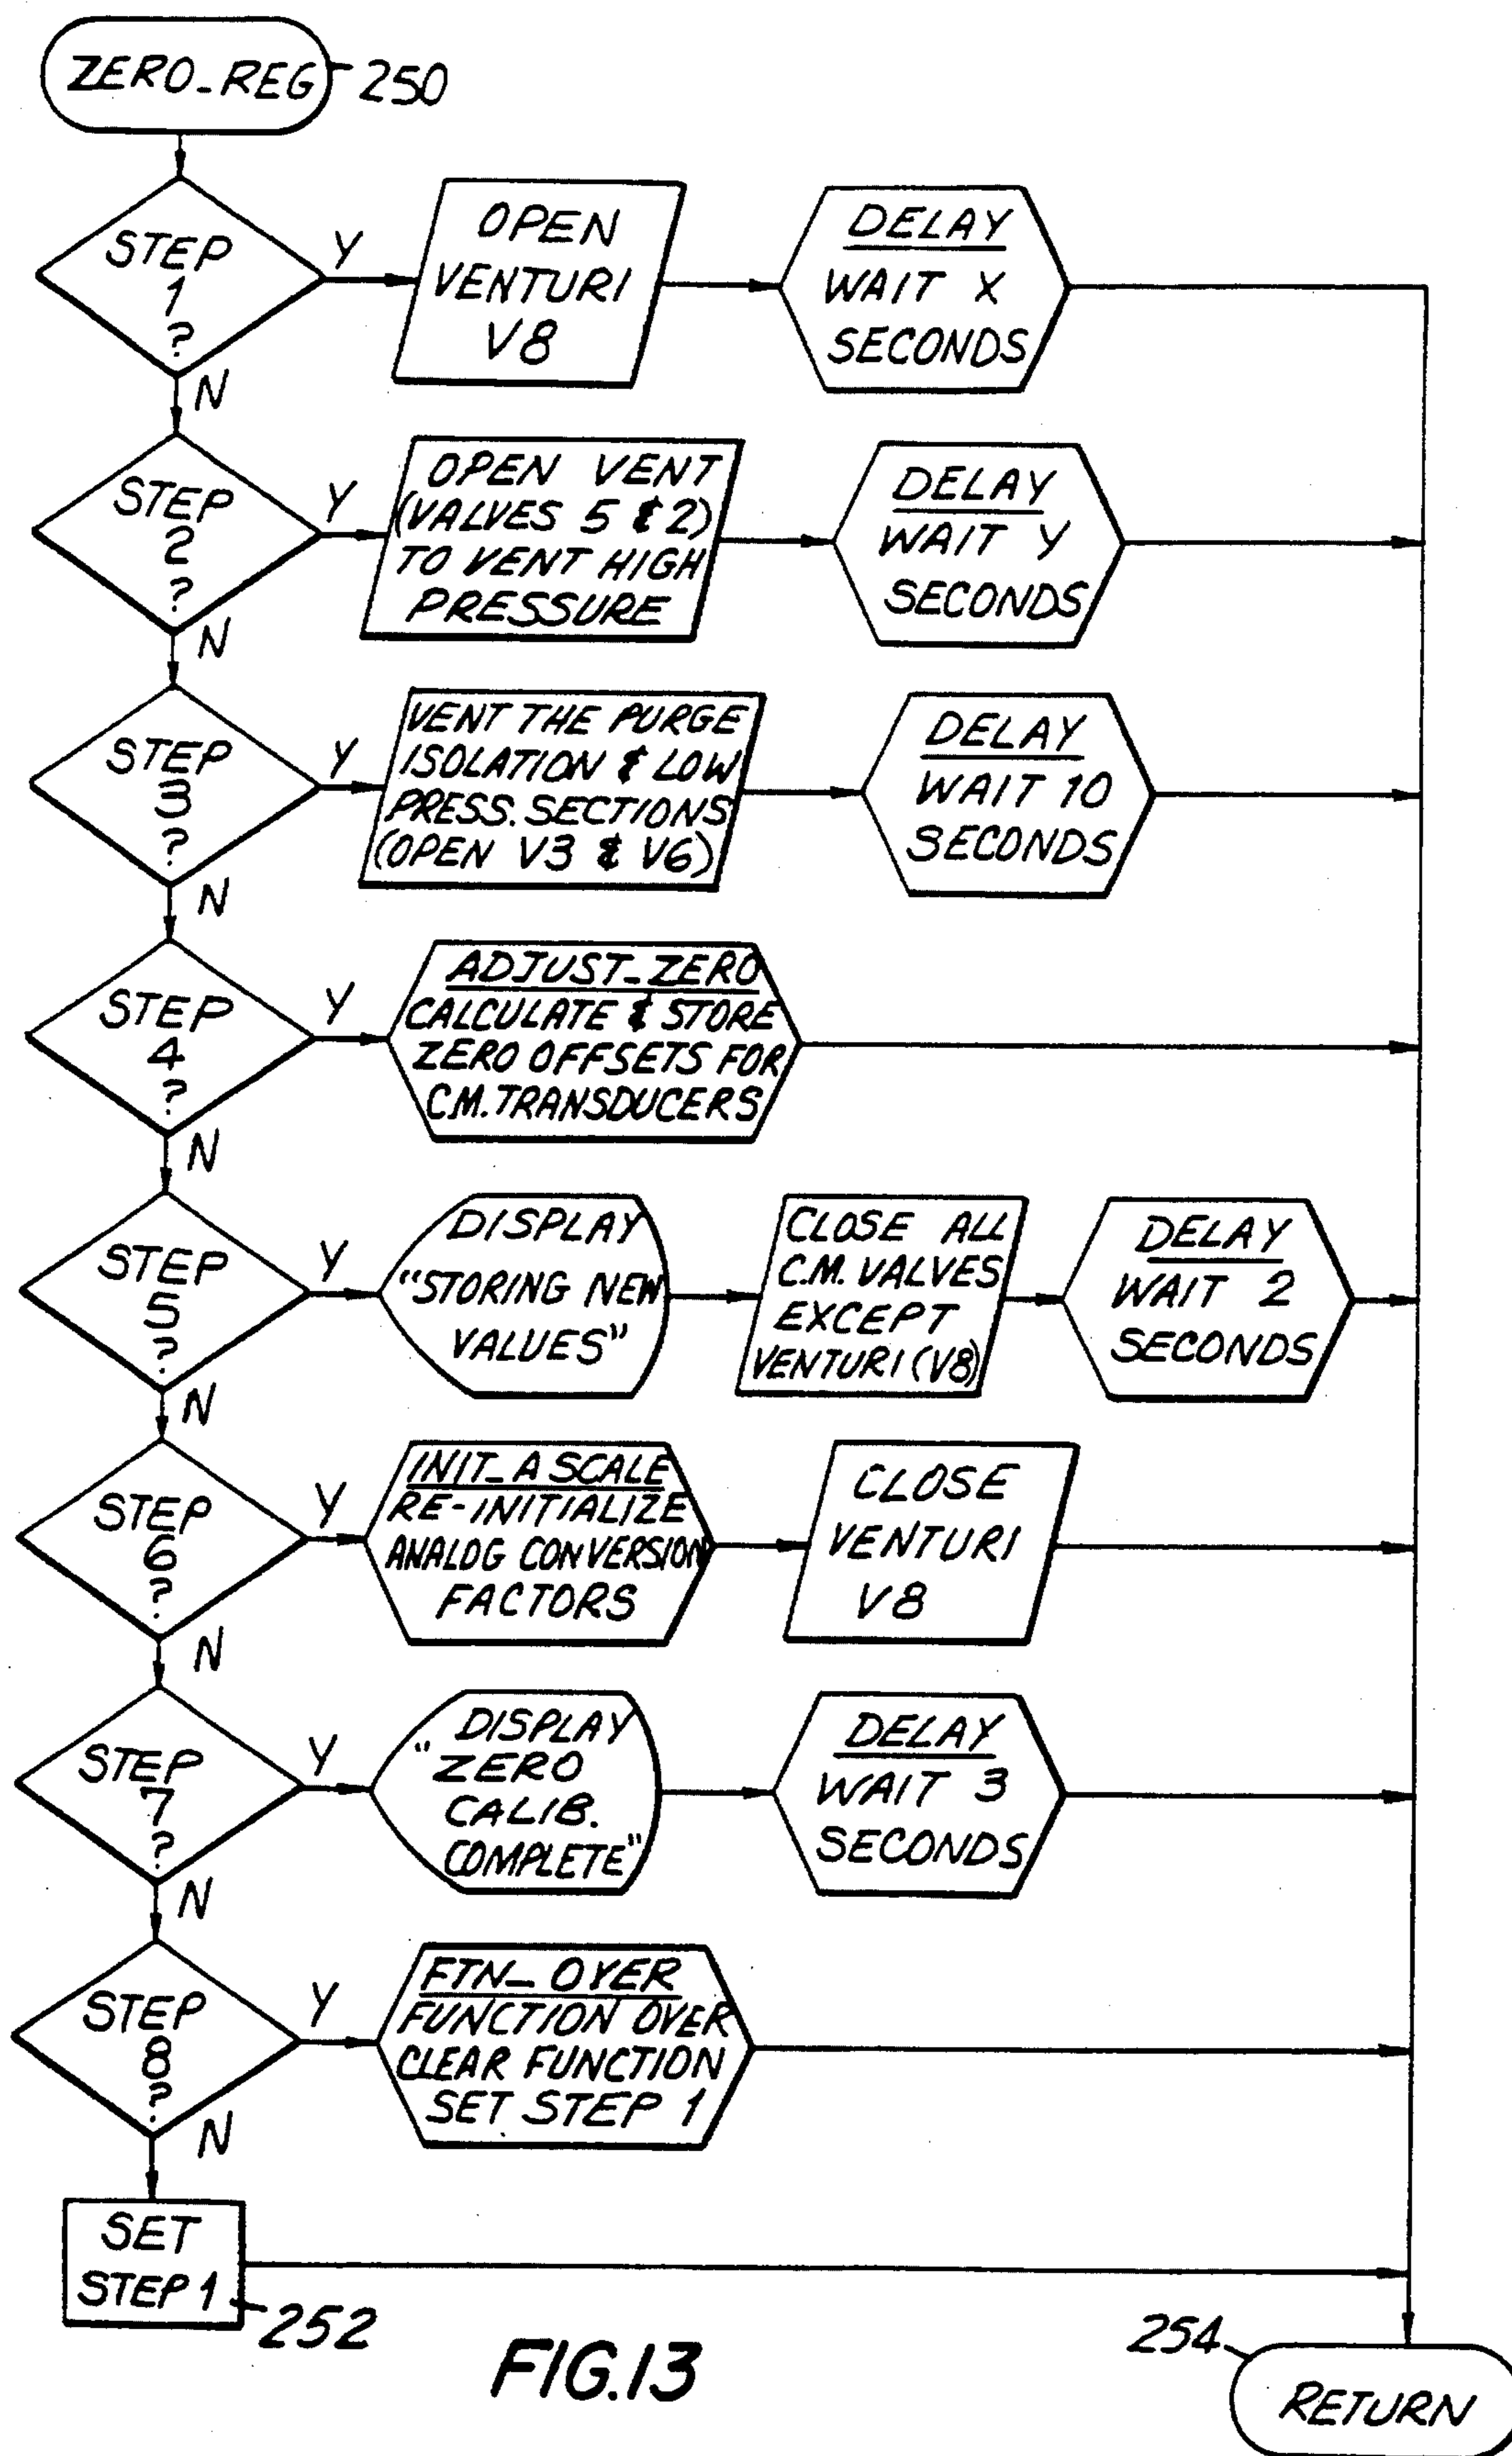 ZERO_REG
250
STEP
1
?
Y
N
OPEN
VENTURI
V8
DELAY
WAIT X
SECONDS
STEP
2
?
Y
N
OPEN VENT
(VALVES 5 & 2)
TO VENT HIGH
PRESSURE
DELAY
WAIT Y
SECONDS
STEP
3
?
Y
N
VENT THE PURGE
ISOLATION & LOW
PRESS. SECTIONS
(OPEN V3 & V6)
DELAY
WAIT 10
SECONDS
STEP
4
?
Y
N
ADJUST_ZERO
CALCULATE & STORE
ZERO OFFSETS FOR
C.M. TRANSDUCERS
STEP
5
?
Y
N
DISPLAY
"STORING NEW
VALUES"
CLOSE ALL
C.M. VALVES
EXCEPT
VENTURI (V8)
DELAY
WAIT 2
SECONDS
STEP
6
?
Y
N
INIT_A SCALE
RE-INITIALIZE
ANALOG CONVERSION
FACTORS
CLOSE
VENTURI
V8
STEP
7
?
Y
N
DISPLAY
"ZERO
CALIB.
COMPLETE"
DELAY
WAIT 3
SECONDS
STEP
8
?
Y
N
FTN_OVER
FUNCTION OVER
CLEAR FUNCTION
SET STEP 1
SET
STEP 1
252
254
RETURN
FIG.13